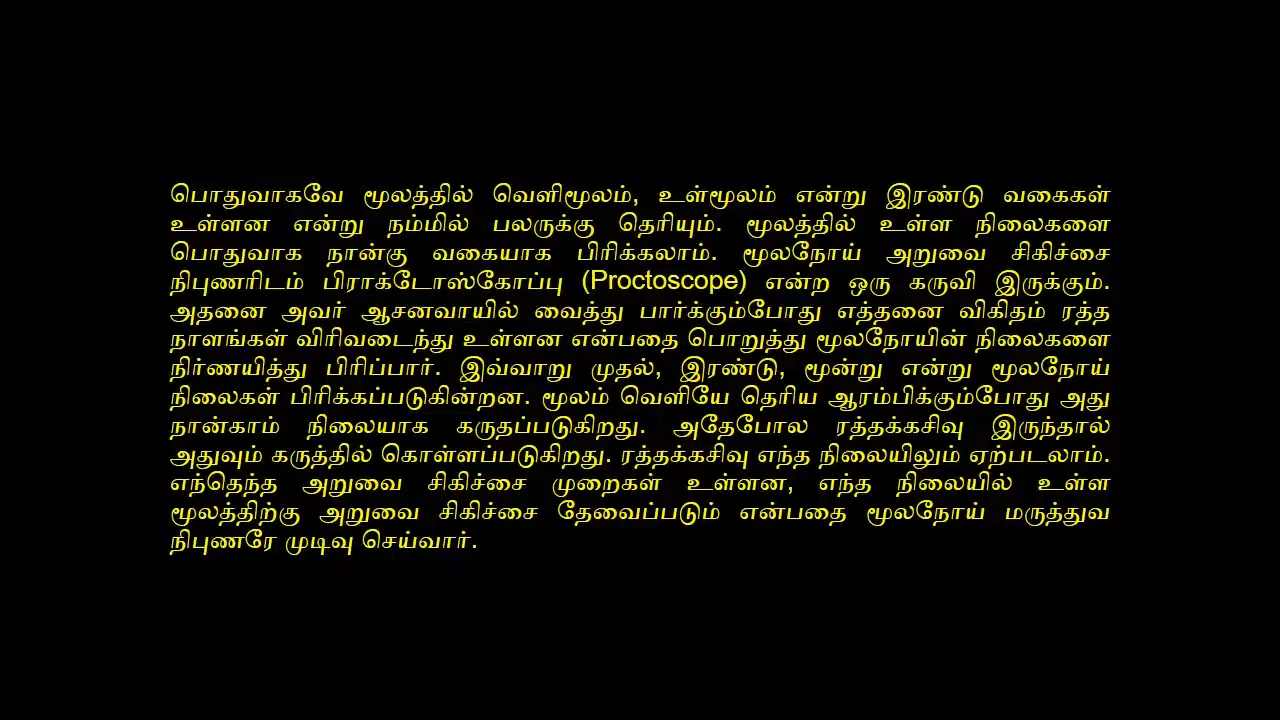 பொதுவாகவே மூலத்தில் வெளிமூலம், உள்மூலம் என்று இரண்டு வகைகள்
உள்ளன என்று நம்மில் பலருக்கு தெரியும். மூலத்தில் உள்ள நிலைகளை
பொதுவாக நான்கு வகையாக பிரிக்கலாம். மூலநோய் அறுவை சிகிச்சை
நிபுணரிடம் பிராக்டோஸ்கோப்பு (Proctoscope) என்ற ஒரு கருவி இருக்கும்.
அதனை அவர் ஆசனவாயில் வைத்து பார்க்கும்போது எத்தனை விகிதம் ரத்த
நாளங்கள் விரிவடைந்து உள்ளன என்பதை பொறுத்து மூலநோயின் நிலைகளை
நிர்ணயித்து பிரிப்பார். இவ்வாறு முதல், இரண்டு, மூன்று என்று மூலநோய்
நிலைகள் பிரிக்கப்படுகின்றன. மூலம் வெளியே தெரிய ஆரம்பிக்கும்போது அது
நான்காம் நிலையாக கருதப்படுகிறது. அதேபோல ரத்தக்கசிவு இருந்தால்
அதுவும் கருத்தில் கொள்ளப்படுகிறது. ரத்தக்கசிவு எந்த நிலையிலும் ஏற்படலாம்.
எந்தெந்த அறுவை சிகிச்சை முறைகள் உள்ளன, எந்த நிலையில் உள்ள
மூலத்திற்கு அறுவை சிகிச்சை தேவைப்படும் என்பதை மூலநோய் மருத்துவ
நிபுணரே முடிவு செய்வார்.